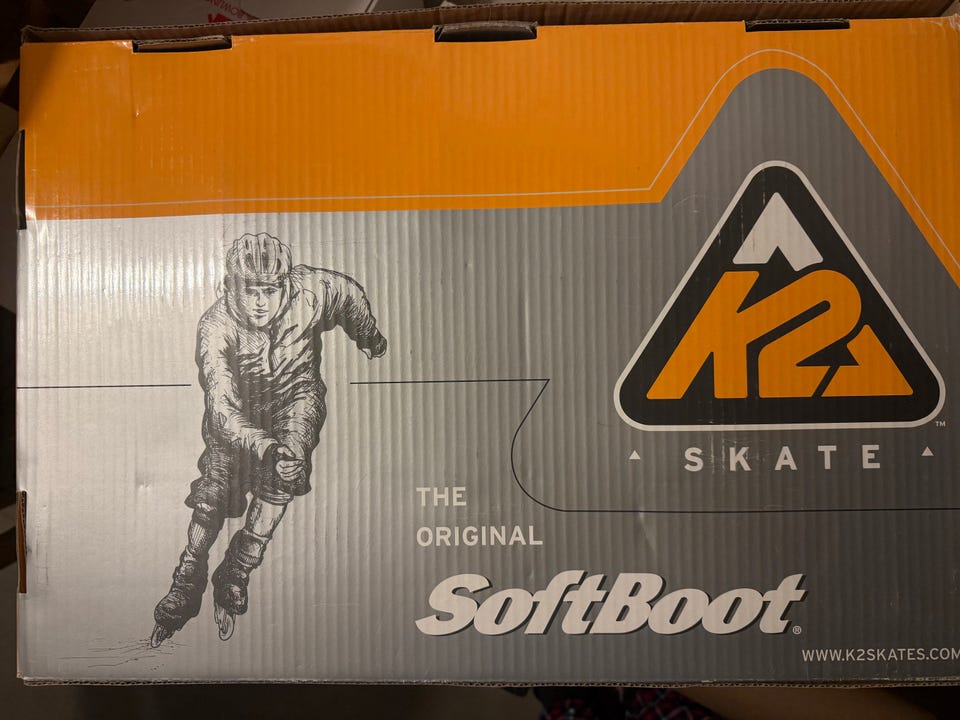 K2
™
SKATE
THE
ORIGINAL
SoftBoot®
WWW.K2SKATES.COM